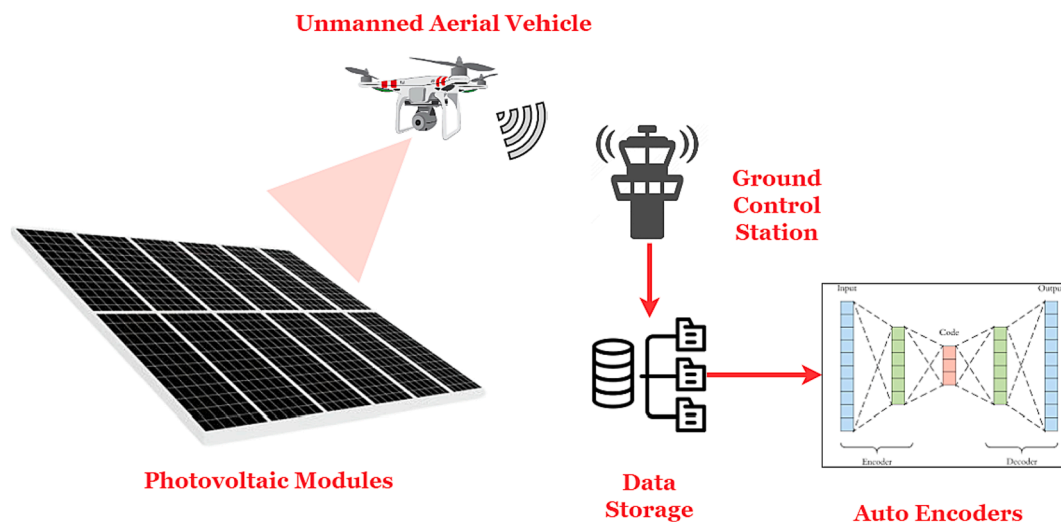 Unmanned Aerial Vehicle
Ground
Control
Station
Input
Output
Code
Encoder
Decoder
Photovoltaic Modules
Data
Storage
Auto Encoders